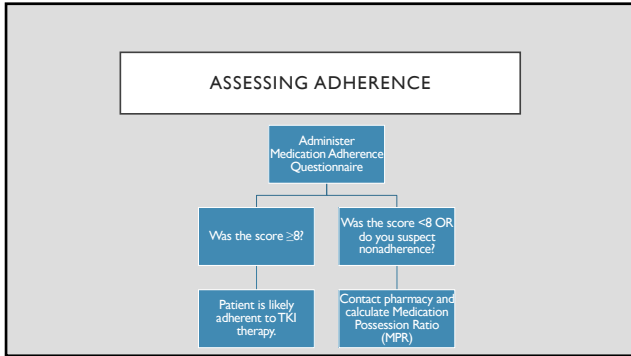 ASSESSING ADHERENCE
Administer
Medication Adherence
Questionnaire
Was the score ≥8?
Was the score <8 OR
do you suspect
nonadherence?
Patient is likely
adherent to TKI
therapy.
Contact pharmacy and
calculate Medication
Possession Ratio
(MPR)